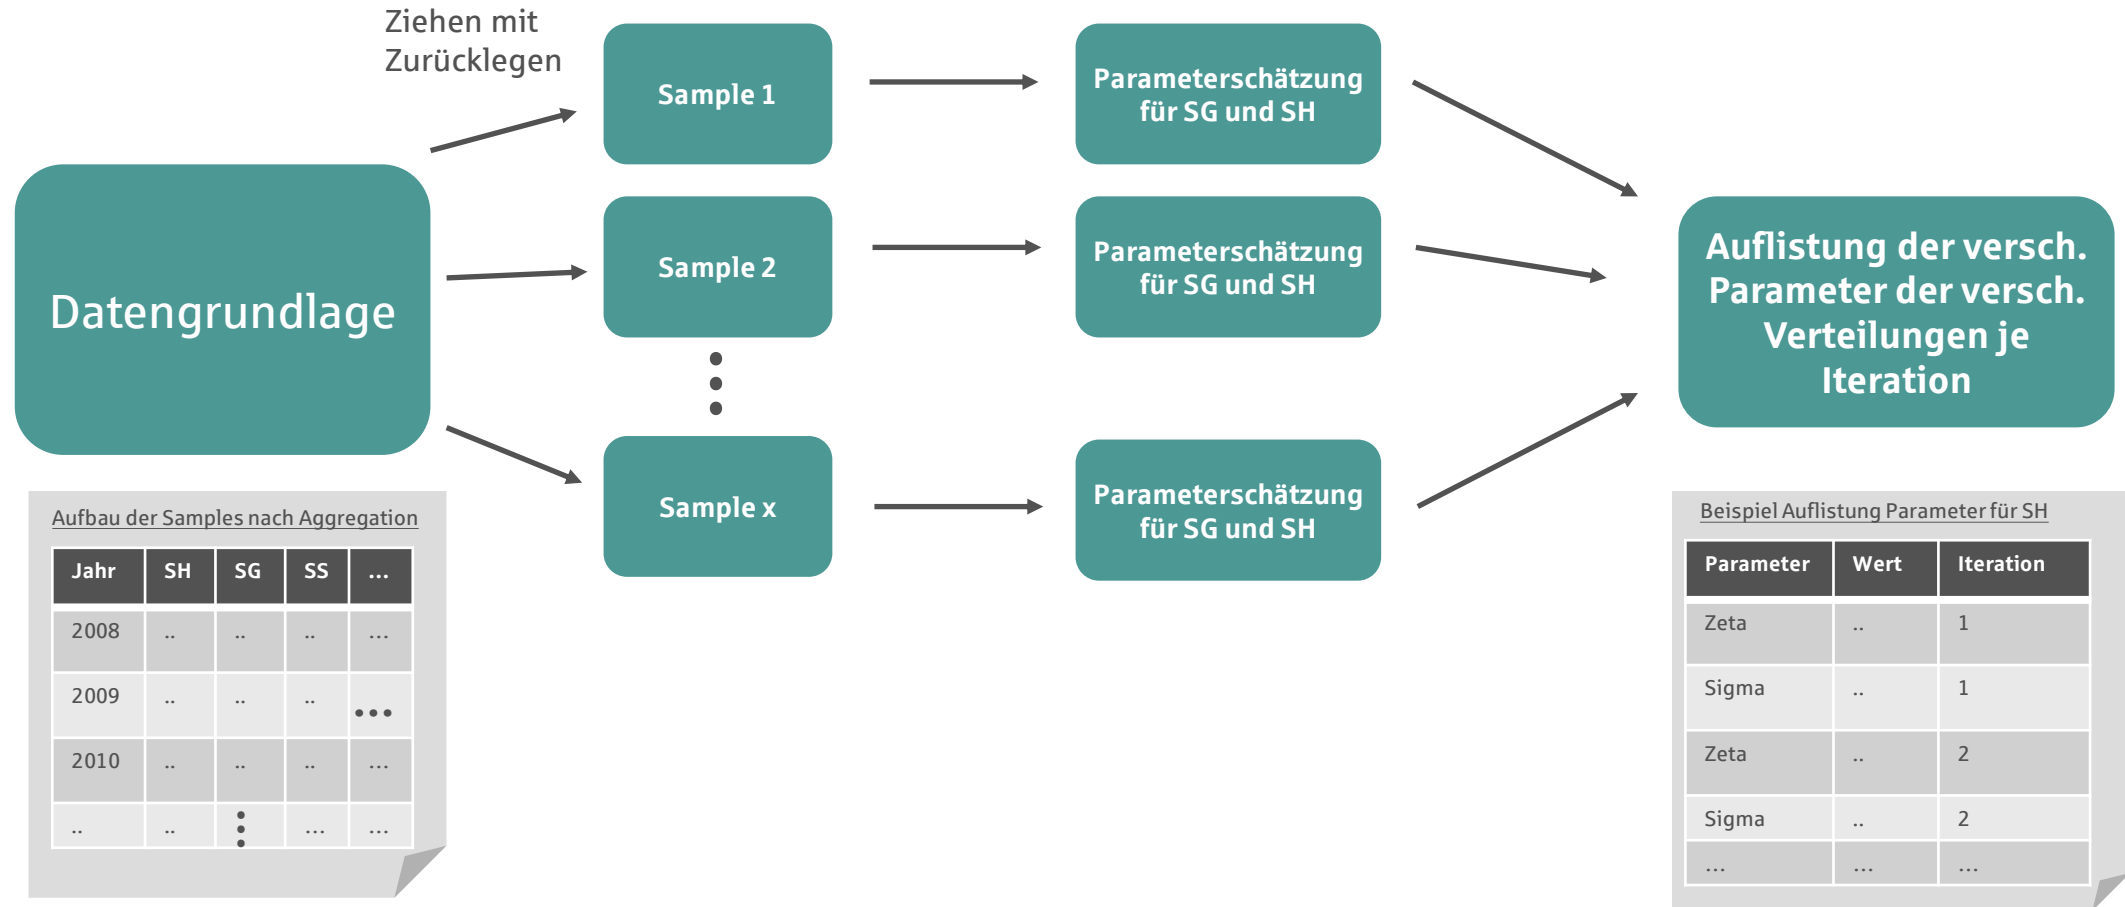 Ziehen mit
Zurücklegen
Datengrundlage
Sample 1
Sample 2
Sample x
Parameterschätzung
für SG und SH
Parameterschätzung
für SG und SH
Parameterschätzung
für SG und SH
Auflistung der versch.
Parameter der versch.
Verteilungen je
Iteration
Aufbau der Samples nach Aggregation
Jahr SH SG SS ...
2008 .. .. .. ...
2009 .. .. ..
2010 .. .. .. ...
.. .. ... ...
Beispiel Auflistung Parameter für SH
Parameter Wert Iteration
Zeta .. 1
Sigma .. 1
Zeta .. 2
Sigma .. 2
... ... ...